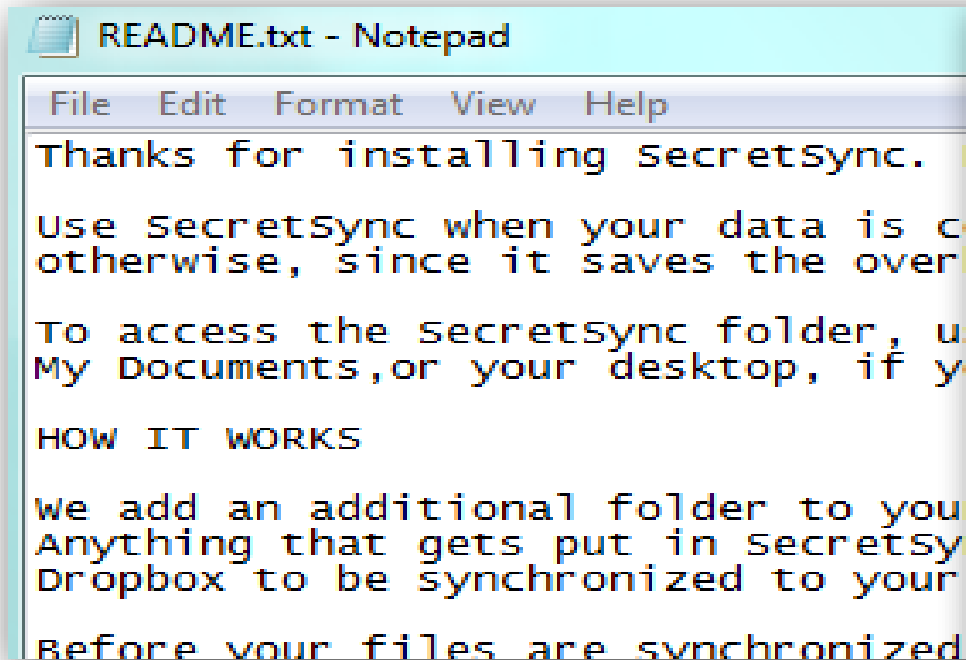 README.txt - Notepad
File Edit Format View Help
Thanks for installing SecretSync.
Use SecretSync when your data is
otherwise, since it saves the
To access the SecretSync folder,
My Documents,or your desktop, if
HOW IT WORKS
We add an additional folder to
Anything that gets put in
Dropbox to be synchronized to your
Before your files are synchronized